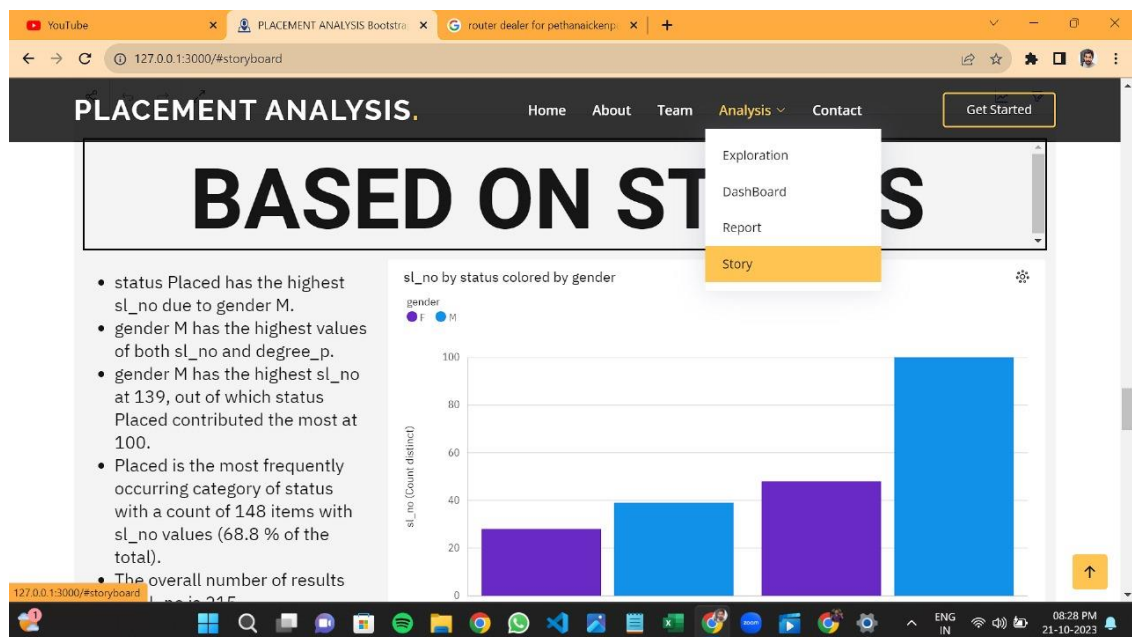 YouTube
PLACEMENT ANALYSIS Bootstra
router dealer for pethanaickenp
127.0.0.1:3000/#storyboard
PLACEMENT ANALYSIS.
Home About Team Analysis Contact Get Started
Exploration
DashBoard
Report
Story
BASED ON ST S
• status Placed has the highest
sl_no due to gender M.
• gender M has the highest values
of both sl_no and degree_p.
• gender M has the highest sl_no
at 139, out of which status
Placed contributed the most at
100.
• Placed is the most frequently
occurring category of status
with a count of 148 items with
sl_no values (68.8 % of the
total).
• The overall number of results
sl_no by status colored by gender
gender
F M
sl_no (Count distinct)
100
80
60
40
20
0
127.0.0.1:3000/#storyboard
zoom
ENG
IN
08:28 PM
21-10-2023